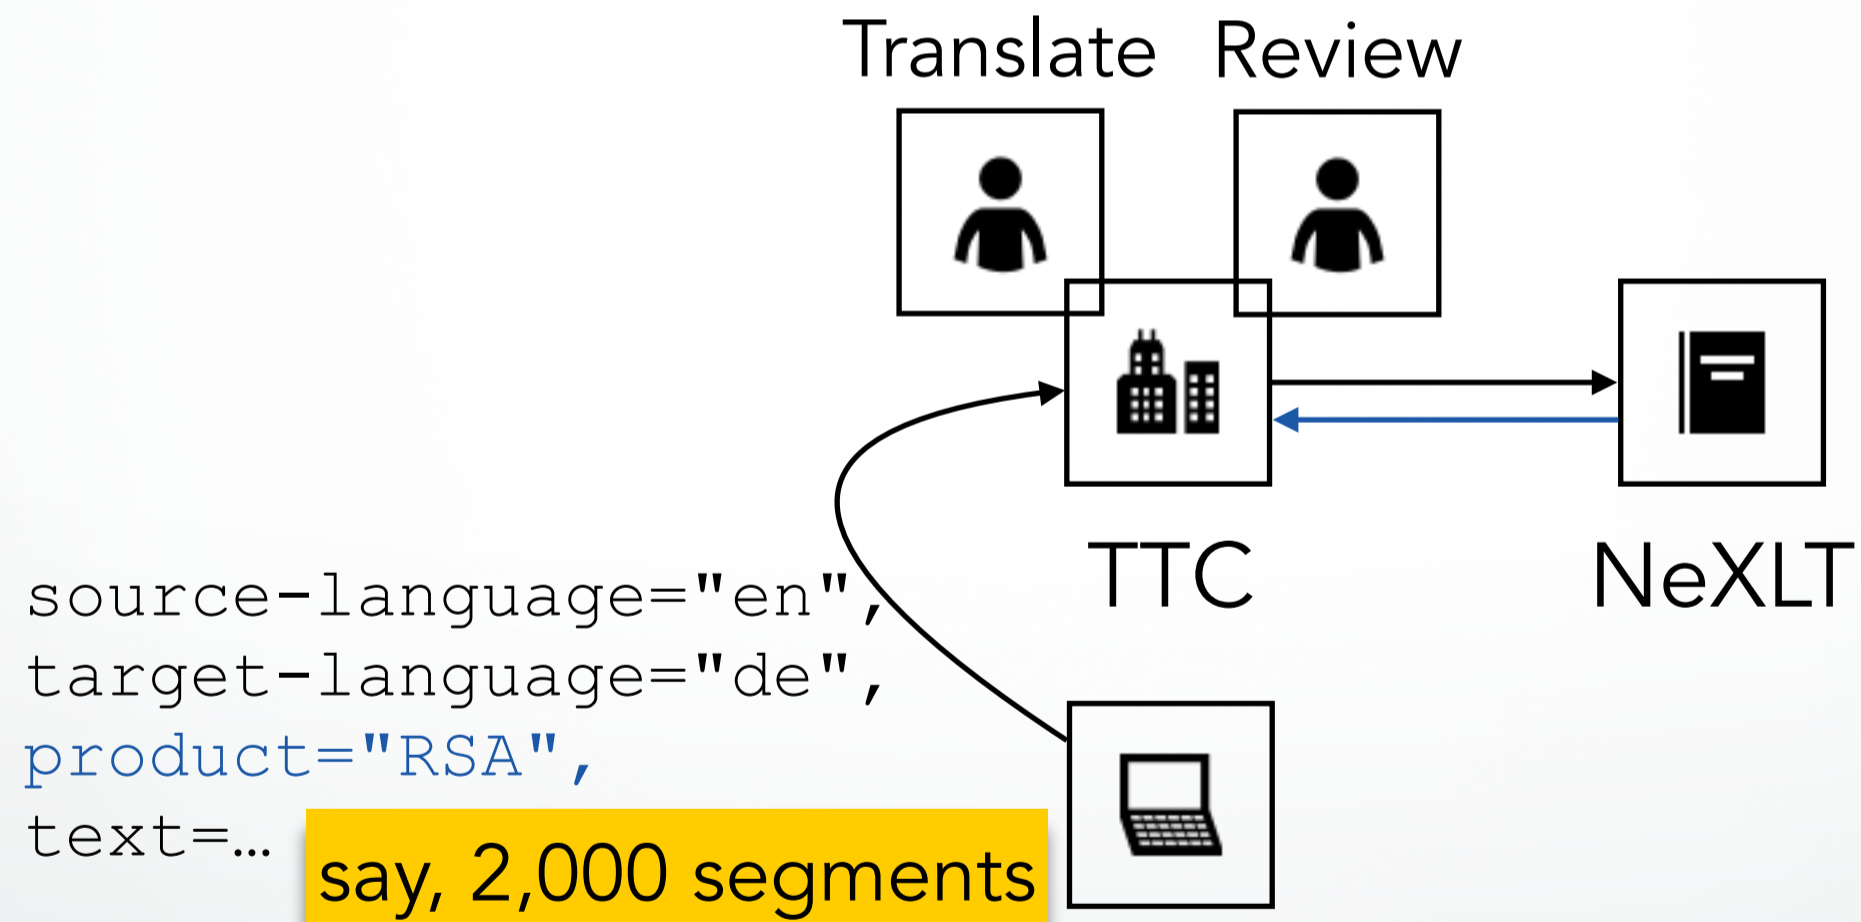 Translate Review
TTC NeXLT
source-language="en",
target-language="de",
product="RSA",
text=…
say, 2,000 segments